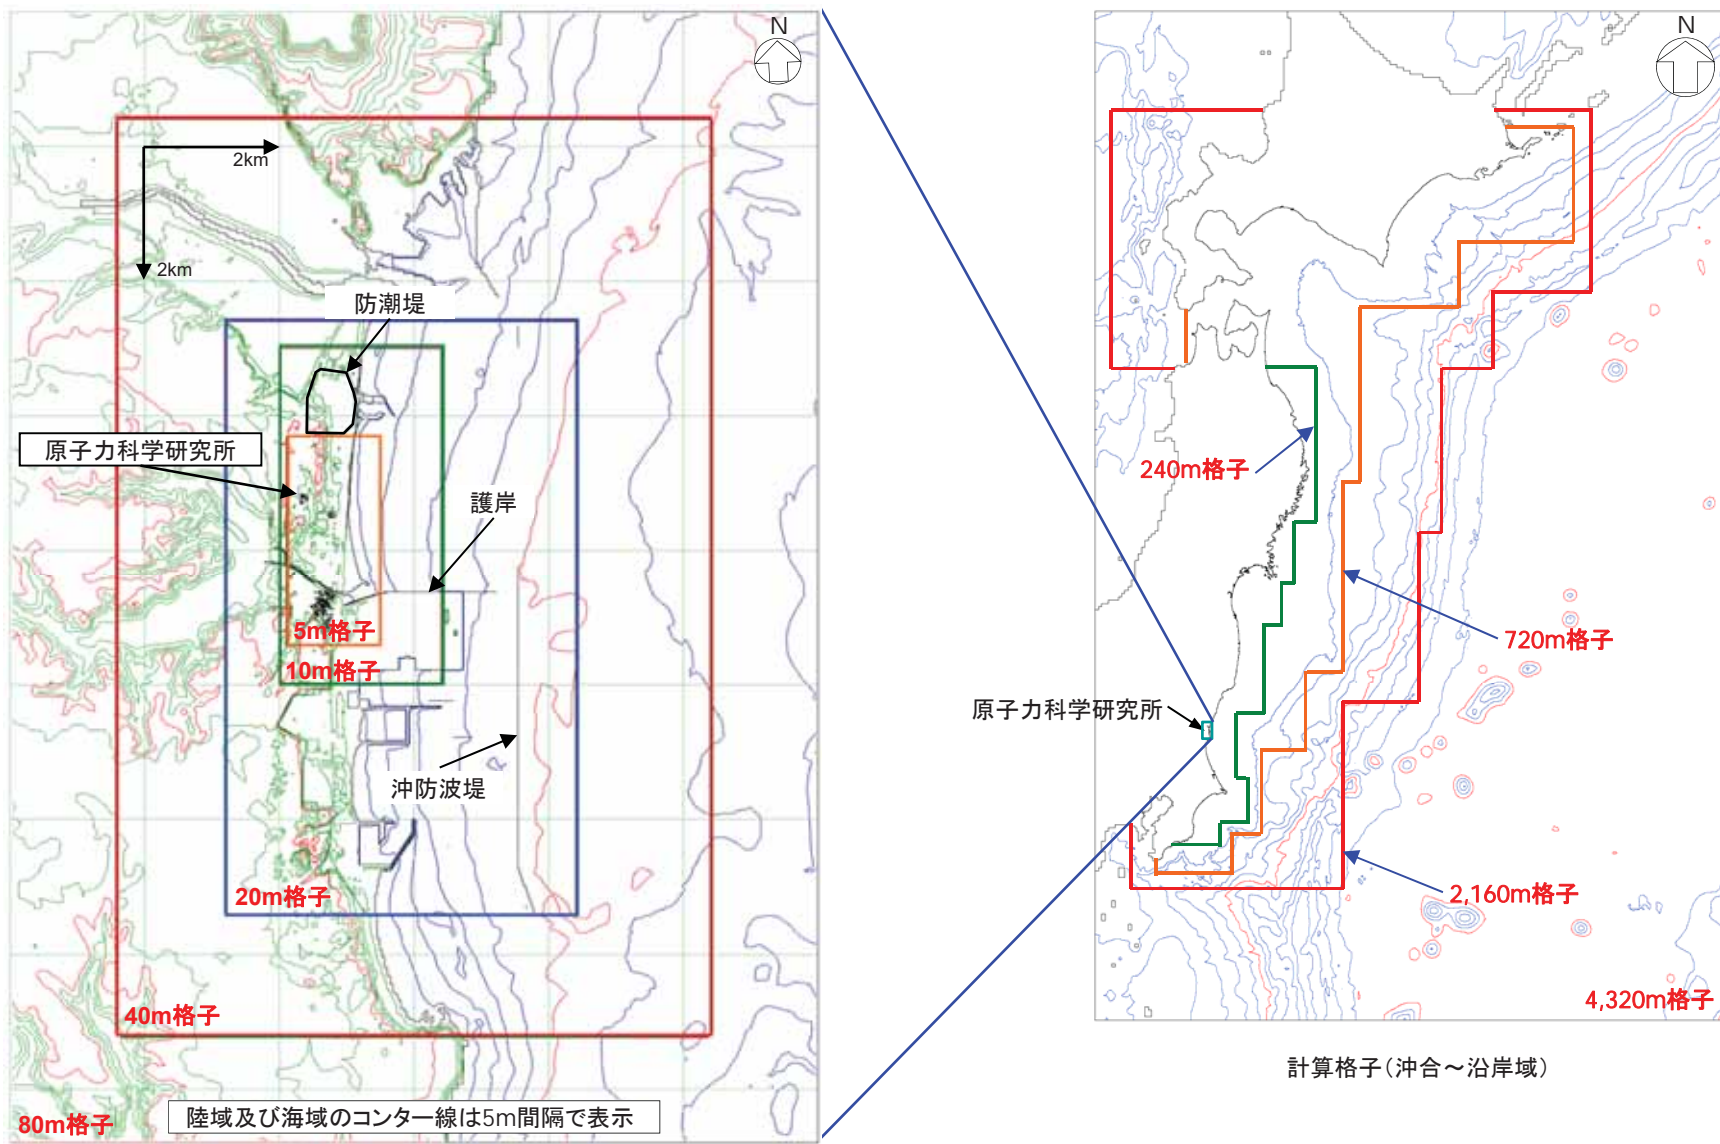 N
2km
2km
防潮堤
原子力科学研究所
護岸
5m格子
10m格子
沖防波堤
20m格子
40m格子
80m格子
陸域及び海域のコンター線は5m間隔で表示
N
240m格子
720m格子
原子力科学研究所
2,160m格子
4,320m格子
計算格子(沖合～沿岸域)